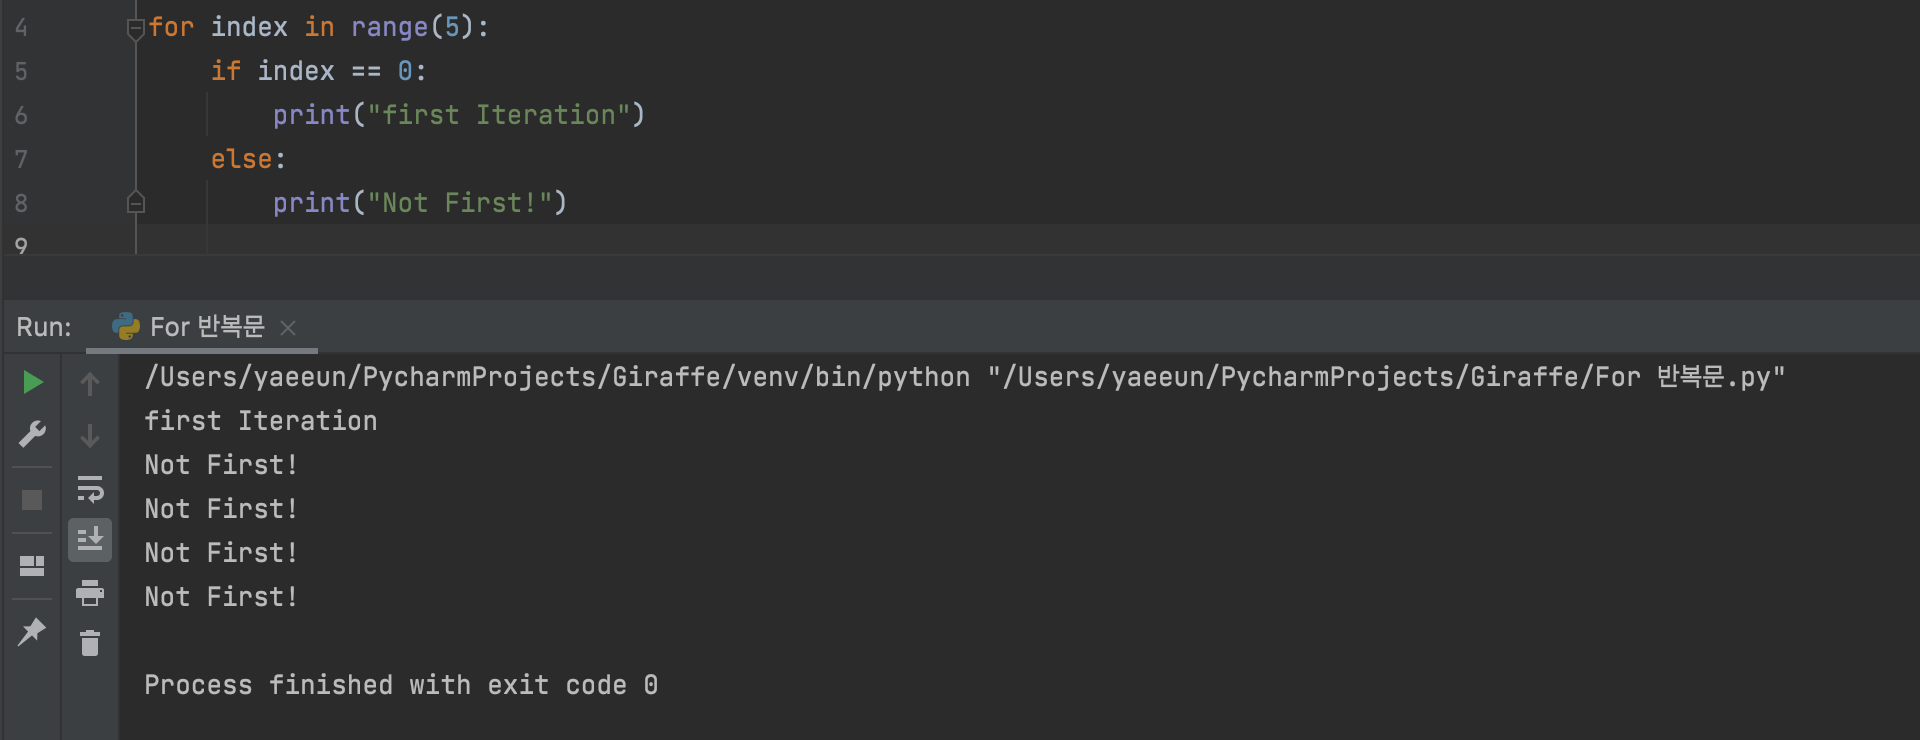 4 for index in range(5):
5     if index == 0:
6         print("first Iteration")
7     else:
8         print("Not First!")
9
Run: For 반복문
/Users/yaeeun/PycharmProjects/Giraffe/venv/bin/python "/Users/yaeeun/PycharmProjects/Giraffe/For 반복문.py"
first Iteration
Not First!
Not First!
Not First!
Not First!
Process finished with exit code 0